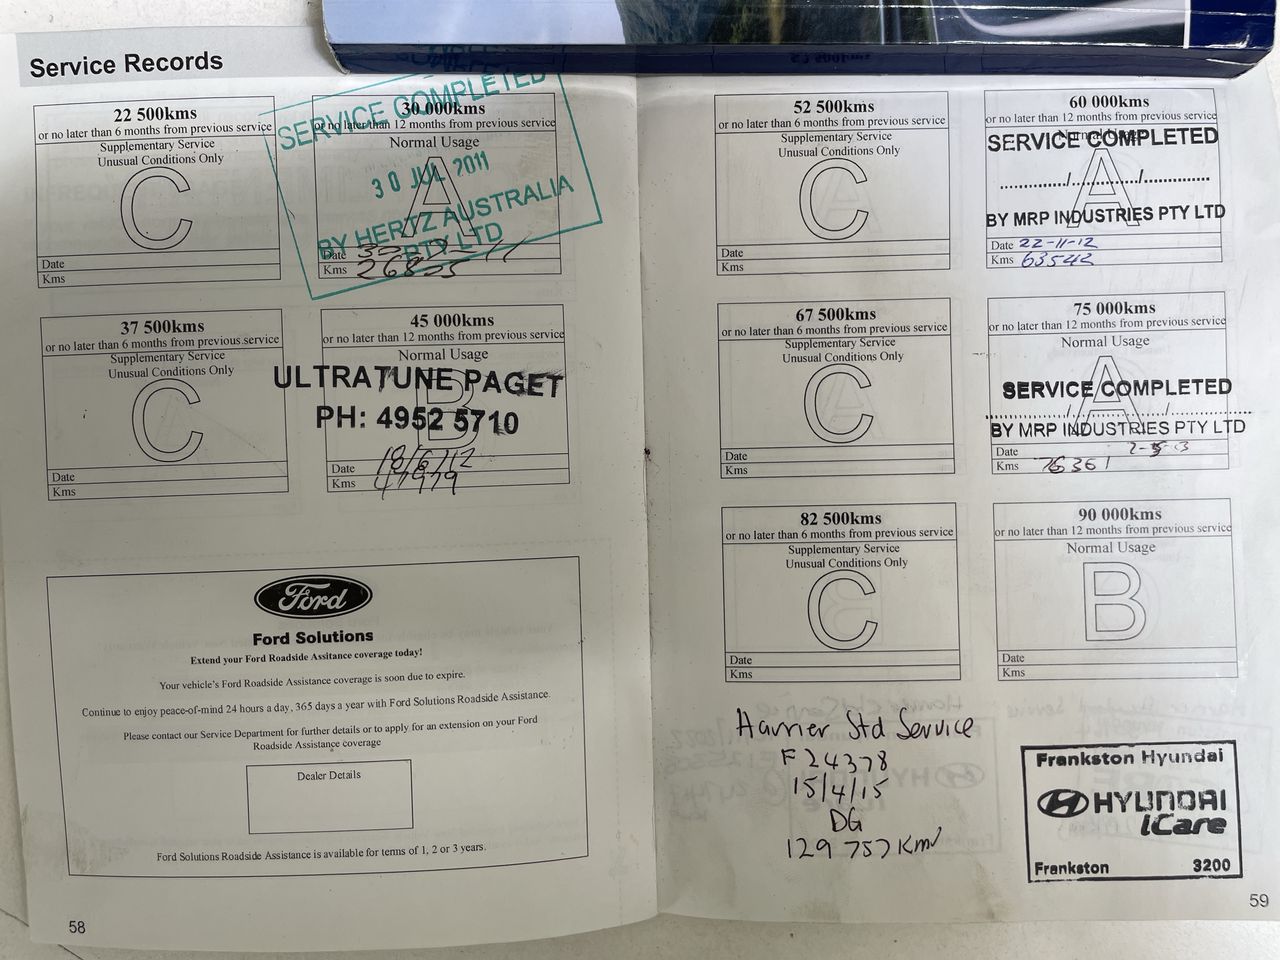 Service Records
22 500kms
or no later than 6 months from previous service
Supplementary Service
Unusual Conditions Only
C
Date
Kms
30 000kms
or no later than 12 months from previous service
Normal Usage
A
SERVICE COMPLETED
30 JUL 2011
BY HERTZ AUSTRALIA
PTY LTD
Date
Kms 26805
37 500kms
or no later than 6 months from previous service
Supplementary Service
Unusual Conditions Only
C
Date
Kms
45 000kms
or no later than 12 months from previous service
Normal Usage
B
ULTRATUNE PAGET
PH: 4952 5710
Date 18/6/12
Kms 47979
Ford
Ford Solutions
Extend your Ford Roadside Assitance coverage today!
Your vehicle's Ford Roadside Assistance coverage is soon due to expire.
Continue to enjoy peace-of-mind 24 hours a day, 365 days a year with Ford Solutions Roadside Assistance.
Please contact our Service Department for further details or to apply for an extension on your Ford
Roadside Assistance coverage
Dealer Details
Ford Solutions Roadside Assistance is available for terms of 1, 2 or 3 years.
58
52 500kms
or no later than 6 months from previous service
Supplementary Service
Unusual Conditions Only
C
Date
Kms
60 000kms
or no later than 12 months from previous service
Normal Usage
A
SERVICE COMPLETED
............/............/............
BY MRP INDUSTRIES PTY LTD
Date 22-11-12
Kms 63542
67 500kms
or no later than 6 months from previous service
Supplementary Service
Unusual Conditions Only
C
Date
Kms
75 000kms
or no later than 12 months from previous service
Normal Usage
A
SERVICE COMPLETED
............/............/............
BY MRP INDUSTRIES PTY LTD
Date 2-5-13
Kms 76361
82 500kms
or no later than 6 months from previous service
Supplementary Service
Unusual Conditions Only
C
Date
Kms
90 000kms
or no later than 12 months from previous service
Normal Usage
B
Date
Kms
Harrier Std Service
F24378
15/4/15
DG
129 757 Km
Frankston Hyundai
HYUNDAI
iCare
Frankston 3200
59